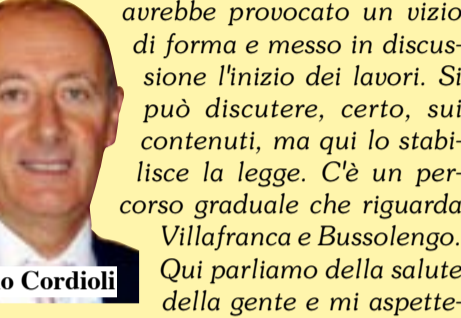 avrebbe provocato un vizio
di forma e messo in discus-
sione l'inizio dei lavori. Si
può discutere, certo, sui
contenuti, ma qui lo stabi-
lisce la legge. C'è un per-
corso graduale che riguarda
Villafranca e Bussolengo.
Qui parliamo della salute
della gente e mi aspette-
Cordioli